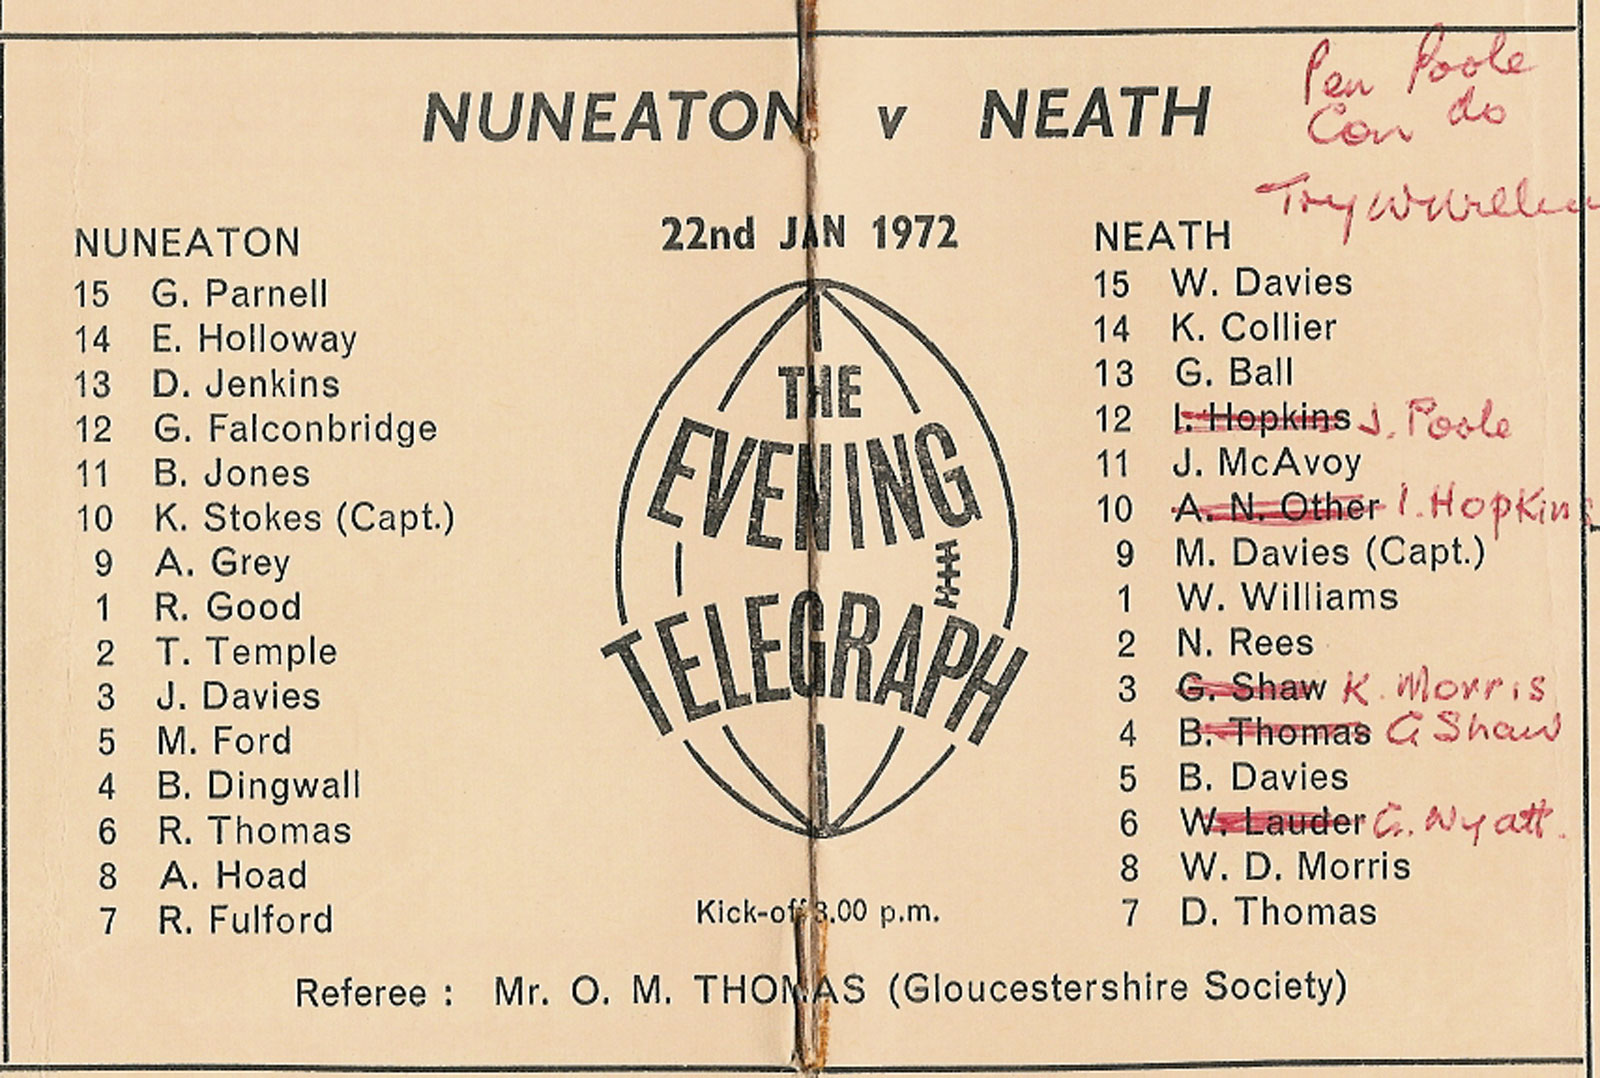 NUNEATON v NEATH
Pen Poole
Con do
Try W Williams
22nd JAN 1972
NUNEATON
15 G. Parnell
14 E. Holloway
13 D. Jenkins
12 G. Falconbridge
11 B. Jones
10 K. Stokes (Capt.)
9 A. Grey
1 R. Good
2 T. Temple
3 J. Davies
5 M. Ford
4 B. Dingwall
6 R. Thomas
8 A. Hoad
7 R. Fulford
THE
EVENING
TELEGRAPH
Kick-off 3.00 p.m.
NEATH
15 W. Davies
14 K. Collier
13 G. Ball
12 I. Hopkins J. Poole
11 J. McAvoy
10 A. N. Other I. Hopkins
9 M. Davies (Capt.)
1 W. Williams
2 N. Rees
3 G. Shaw K. Morris
4 B. Thomas G Shaw
5 B. Davies
6 W. Lauder G. Wyatt.
8 W. D. Morris
7 D. Thomas
Referee : Mr. O. M. THOMAS (Gloucestershire Society)